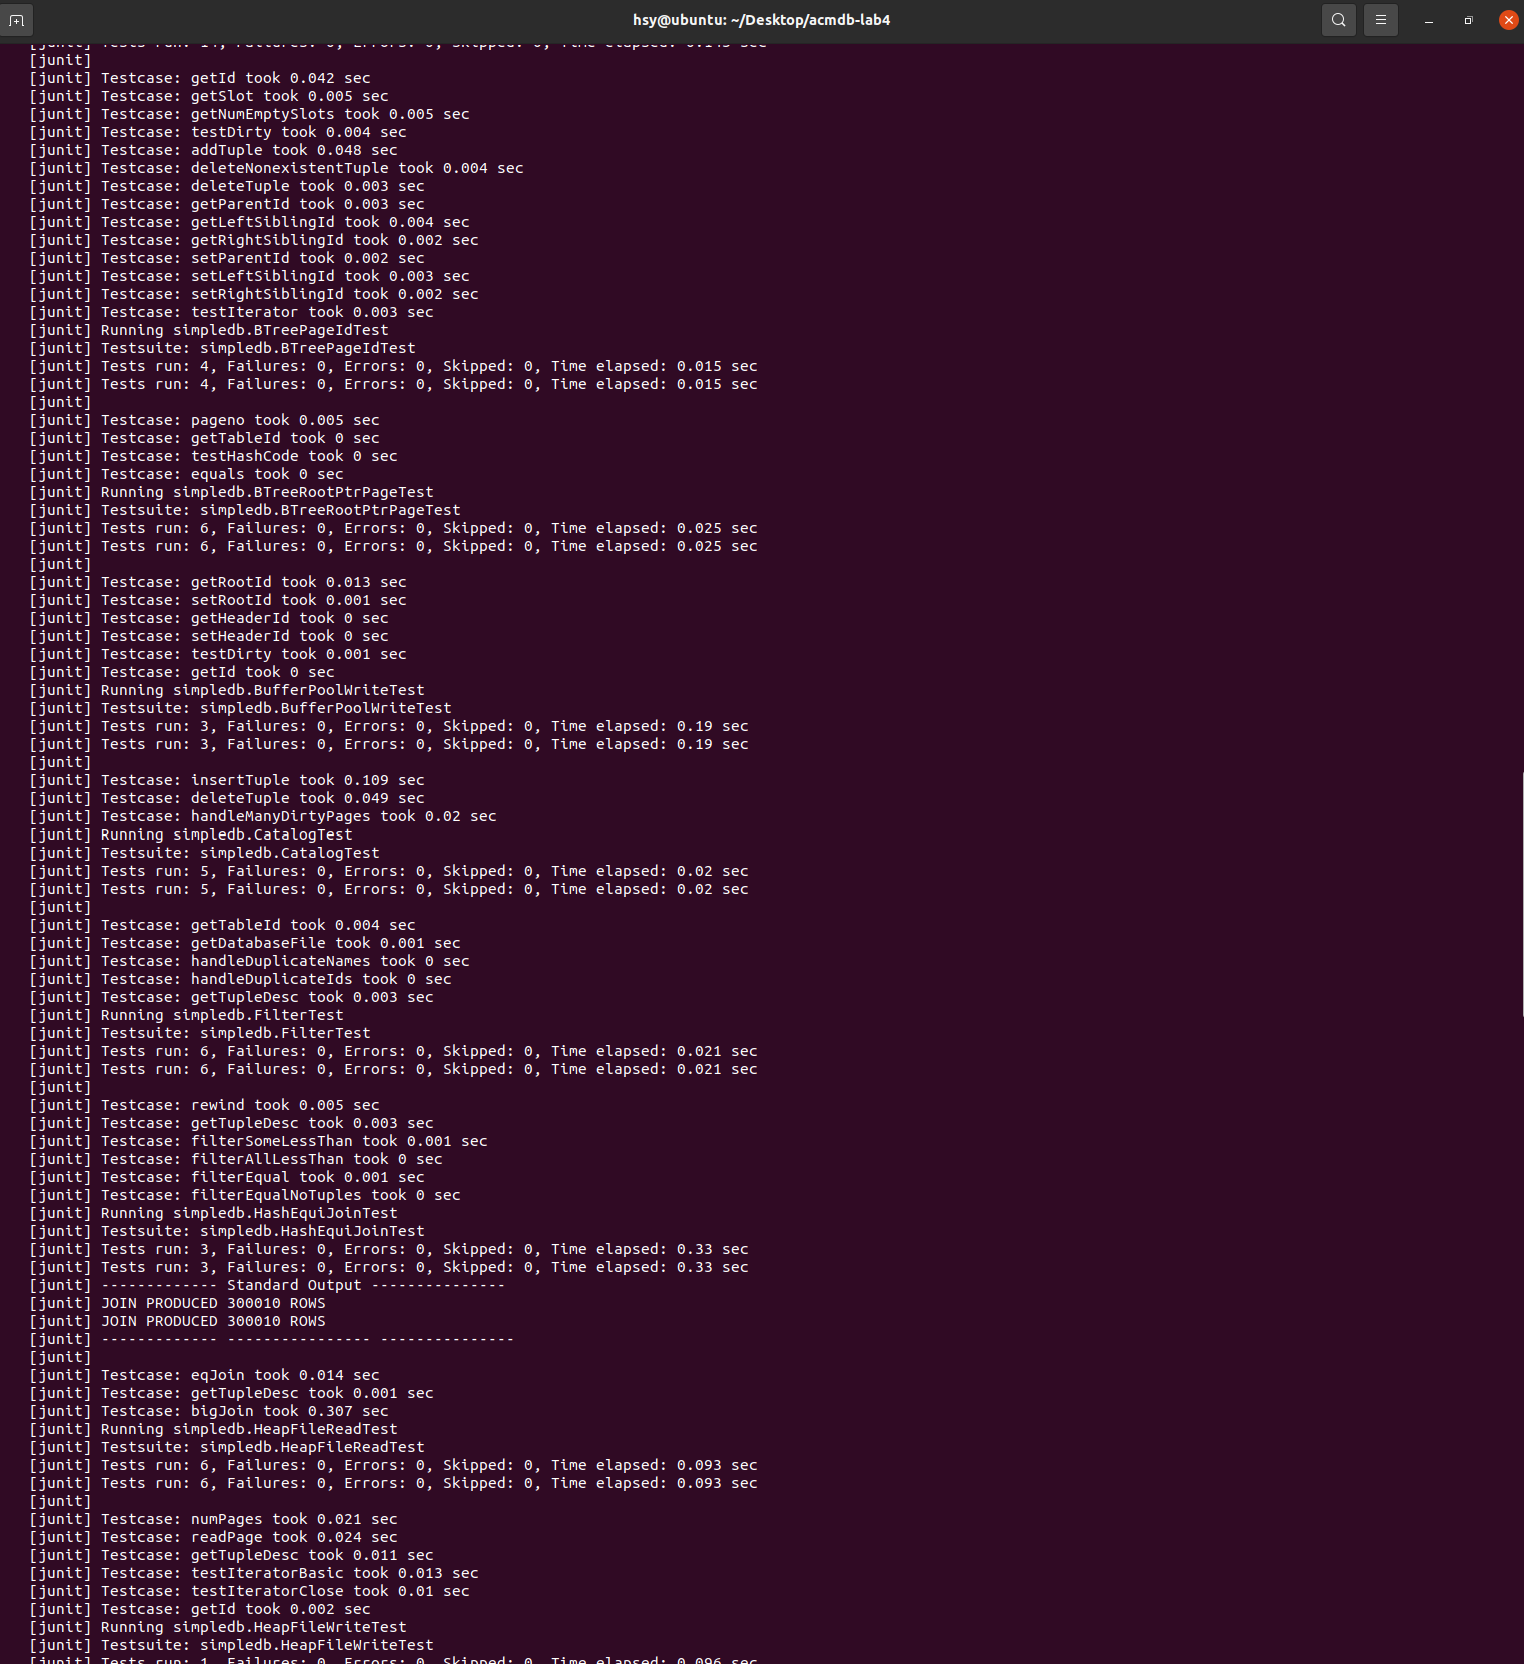 hsy@ubuntu: ~/Desktop/acmdb-lab4
[junit] Tests run: 14, Failures: 0, Errors: 0, Skipped: 0, Time elapsed: 0.145 sec
[junit]
[junit] Testcase: getId took 0.042 sec
[junit] Testcase: getSlot took 0.005 sec
[junit] Testcase: getNumEmptySlots took 0.005 sec
[junit] Testcase: testDirty took 0.004 sec
[junit] Testcase: addTuple took 0.048 sec
[junit] Testcase: deleteNonexistentTuple took 0.004 sec
[junit] Testcase: deleteTuple took 0.003 sec
[junit] Testcase: getParentId took 0.003 sec
[junit] Testcase: getLeftSiblingId took 0.004 sec
[junit] Testcase: getRightSiblingId took 0.002 sec
[junit] Testcase: setParentId took 0.002 sec
[junit] Testcase: setLeftSiblingId took 0.003 sec
[junit] Testcase: setRightSiblingId took 0.002 sec
[junit] Testcase: testIterator took 0.003 sec
[junit] Running simpledb.BTreePageIdTest
[junit] Testsuite: simpledb.BTreePageIdTest
[junit] Tests run: 4, Failures: 0, Errors: 0, Skipped: 0, Time elapsed: 0.015 sec
[junit] Tests run: 4, Failures: 0, Errors: 0, Skipped: 0, Time elapsed: 0.015 sec
[junit]
[junit] Testcase: pageno took 0.005 sec
[junit] Testcase: getTableId took 0 sec
[junit] Testcase: testHashCode took 0 sec
[junit] Testcase: equals took 0 sec
[junit] Running simpledb.BTreeRootPtrPageTest
[junit] Testsuite: simpledb.BTreeRootPtrPageTest
[junit] Tests run: 6, Failures: 0, Errors: 0, Skipped: 0, Time elapsed: 0.025 sec
[junit] Tests run: 6, Failures: 0, Errors: 0, Skipped: 0, Time elapsed: 0.025 sec
[junit]
[junit] Testcase: getRootId took 0.013 sec
[junit] Testcase: setRootId took 0.001 sec
[junit] Testcase: getHeaderId took 0 sec
[junit] Testcase: setHeaderId took 0 sec
[junit] Testcase: testDirty took 0.001 sec
[junit] Testcase: getId took 0 sec
[junit] Running simpledb.BufferPoolWriteTest
[junit] Testsuite: simpledb.BufferPoolWriteTest
[junit] Tests run: 3, Failures: 0, Errors: 0, Skipped: 0, Time elapsed: 0.19 sec
[junit] Tests run: 3, Failures: 0, Errors: 0, Skipped: 0, Time elapsed: 0.19 sec
[junit]
[junit] Testcase: insertTuple took 0.109 sec
[junit] Testcase: deleteTuple took 0.049 sec
[junit] Testcase: handleManyDirtyPages took 0.02 sec
[junit] Running simpledb.CatalogTest
[junit] Testsuite: simpledb.CatalogTest
[junit] Tests run: 5, Failures: 0, Errors: 0, Skipped: 0, Time elapsed: 0.02 sec
[junit] Tests run: 5, Failures: 0, Errors: 0, Skipped: 0, Time elapsed: 0.02 sec
[junit]
[junit] Testcase: getTableId took 0.004 sec
[junit] Testcase: getDatabaseFile took 0.001 sec
[junit] Testcase: handleDuplicateNames took 0 sec
[junit] Testcase: handleDuplicateIds took 0 sec
[junit] Testcase: getTupleDesc took 0.003 sec
[junit] Running simpledb.FilterTest
[junit] Testsuite: simpledb.FilterTest
[junit] Tests run: 6, Failures: 0, Errors: 0, Skipped: 0, Time elapsed: 0.021 sec
[junit] Tests run: 6, Failures: 0, Errors: 0, Skipped: 0, Time elapsed: 0.021 sec
[junit]
[junit] Testcase: rewind took 0.005 sec
[junit] Testcase: getTupleDesc took 0.003 sec
[junit] Testcase: filterSomeLessThan took 0.001 sec
[junit] Testcase: filterAllLessThan took 0 sec
[junit] Testcase: filterEqual took 0.001 sec
[junit] Testcase: filterEqualNoTuples took 0 sec
[junit] Running simpledb.HashEquiJoinTest
[junit] Testsuite: simpledb.HashEquiJoinTest
[junit] Tests run: 3, Failures: 0, Errors: 0, Skipped: 0, Time elapsed: 0.33 sec
[junit] Tests run: 3, Failures: 0, Errors: 0, Skipped: 0, Time elapsed: 0.33 sec
[junit] ------------- Standard Output ---------------
[junit] JOIN PRODUCED 300010 ROWS
[junit] JOIN PRODUCED 300010 ROWS
[junit] ------------- ---------------- ---------------
[junit]
[junit] Testcase: eqJoin took 0.014 sec
[junit] Testcase: getTupleDesc took 0.001 sec
[junit] Testcase: bigJoin took 0.307 sec
[junit] Running simpledb.HeapFileReadTest
[junit] Testsuite: simpledb.HeapFileReadTest
[junit] Tests run: 6, Failures: 0, Errors: 0, Skipped: 0, Time elapsed: 0.093 sec
[junit] Tests run: 6, Failures: 0, Errors: 0, Skipped: 0, Time elapsed: 0.093 sec
[junit]
[junit] Testcase: numPages took 0.021 sec
[junit] Testcase: readPage took 0.024 sec
[junit] Testcase: getTupleDesc took 0.011 sec
[junit] Testcase: testIteratorBasic took 0.013 sec
[junit] Testcase: testIteratorClose took 0.01 sec
[junit] Testcase: getId took 0.002 sec
[junit] Running simpledb.HeapFileWriteTest
[junit] Testsuite: simpledb.HeapFileWriteTest
[junit] Tests run: 1, Failures: 0, Errors: 0, Skipped: 0, Time elapsed: 0.096 sec